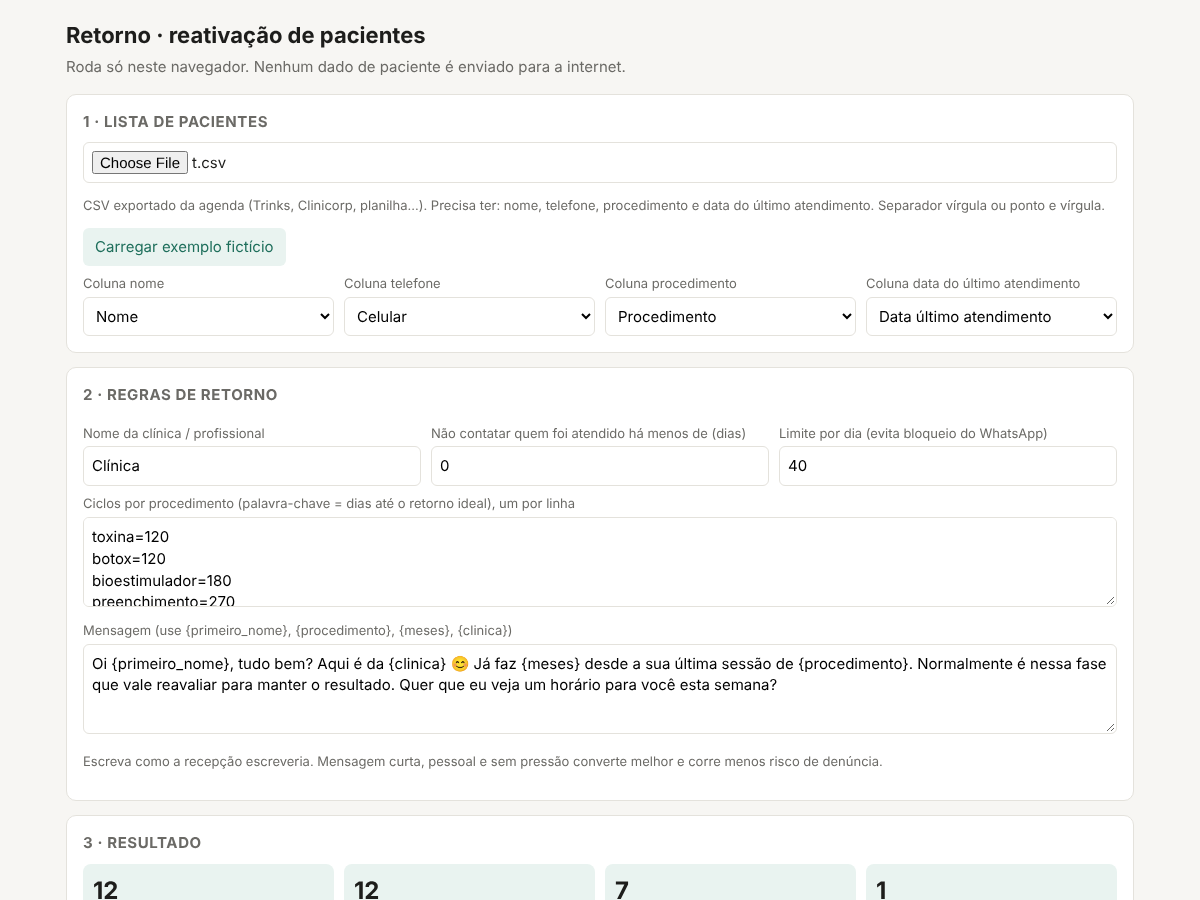 Retorno · reativação de pacientes
Roda só neste navegador. Nenhum dado de paciente é enviado para a internet.
1 · LISTA DE PACIENTES
Choose File t.csv
CSV exportado da agenda (Trinks, Clinicorp, planilha...). Precisa ter: nome, telefone, procedimento e data do último atendimento. Separador vírgula ou ponto e vírgula.
Carregar exemplo fictício
Coluna nome Coluna telefone Coluna procedimento Coluna data do último atendimento
Nome Celular Procedimento Data último atendimento
2 · REGRAS DE RETORNO
Nome da clínica / profissional Não contatar quem foi atendido há menos de (dias) Limite por dia (evita bloqueio do WhatsApp)
Clínica 0 40
Ciclos por procedimento (palavra-chave = dias até o retorno ideal), um por linha
toxina=120
botox=120
bioestimulador=180
preenchimento=270
Mensagem (use {primeiro_nome}, {procedimento}, {meses}, {clinica})
Oi {primeiro_nome}, tudo bem? Aqui é da {clinica} 😊 Já faz {meses} desde a sua última sessão de {procedimento}. Normalmente é nessa fase
que vale reavaliar para manter o resultado. Quer que eu veja um horário para você esta semana?
Escreva como a recepção escreveria. Mensagem curta, pessoal e sem pressão converte melhor e corre menos risco de denúncia.
3 · RESULTADO
12 12 7 1